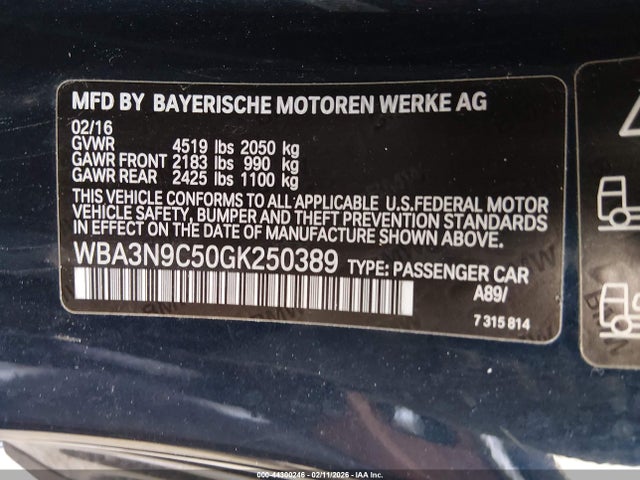 MFD BY BAYERISCHE MOTOREN WERKE AG
02/16
GVWR 4519 lbs 2050 kg
GAWR FRONT 2183 lbs 990 kg
GAWR REAR 2425 lbs 1100 kg
THIS VEHICLE CONFORMS TO ALL APPLICABLE U.S.FEDERAL MOTOR
VEHICLE SAFETY, BUMPER AND THEFT PREVENTION STANDARDS
IN EFFECT ON THE DATE OF MANUFACTURE SHOWN ABOVE.
WBA3N9C50GK250389 TYPE: PASSENGER CAR
A89/
7 315 814
000-44300246 - 02/11/2026 - IAA Inc.